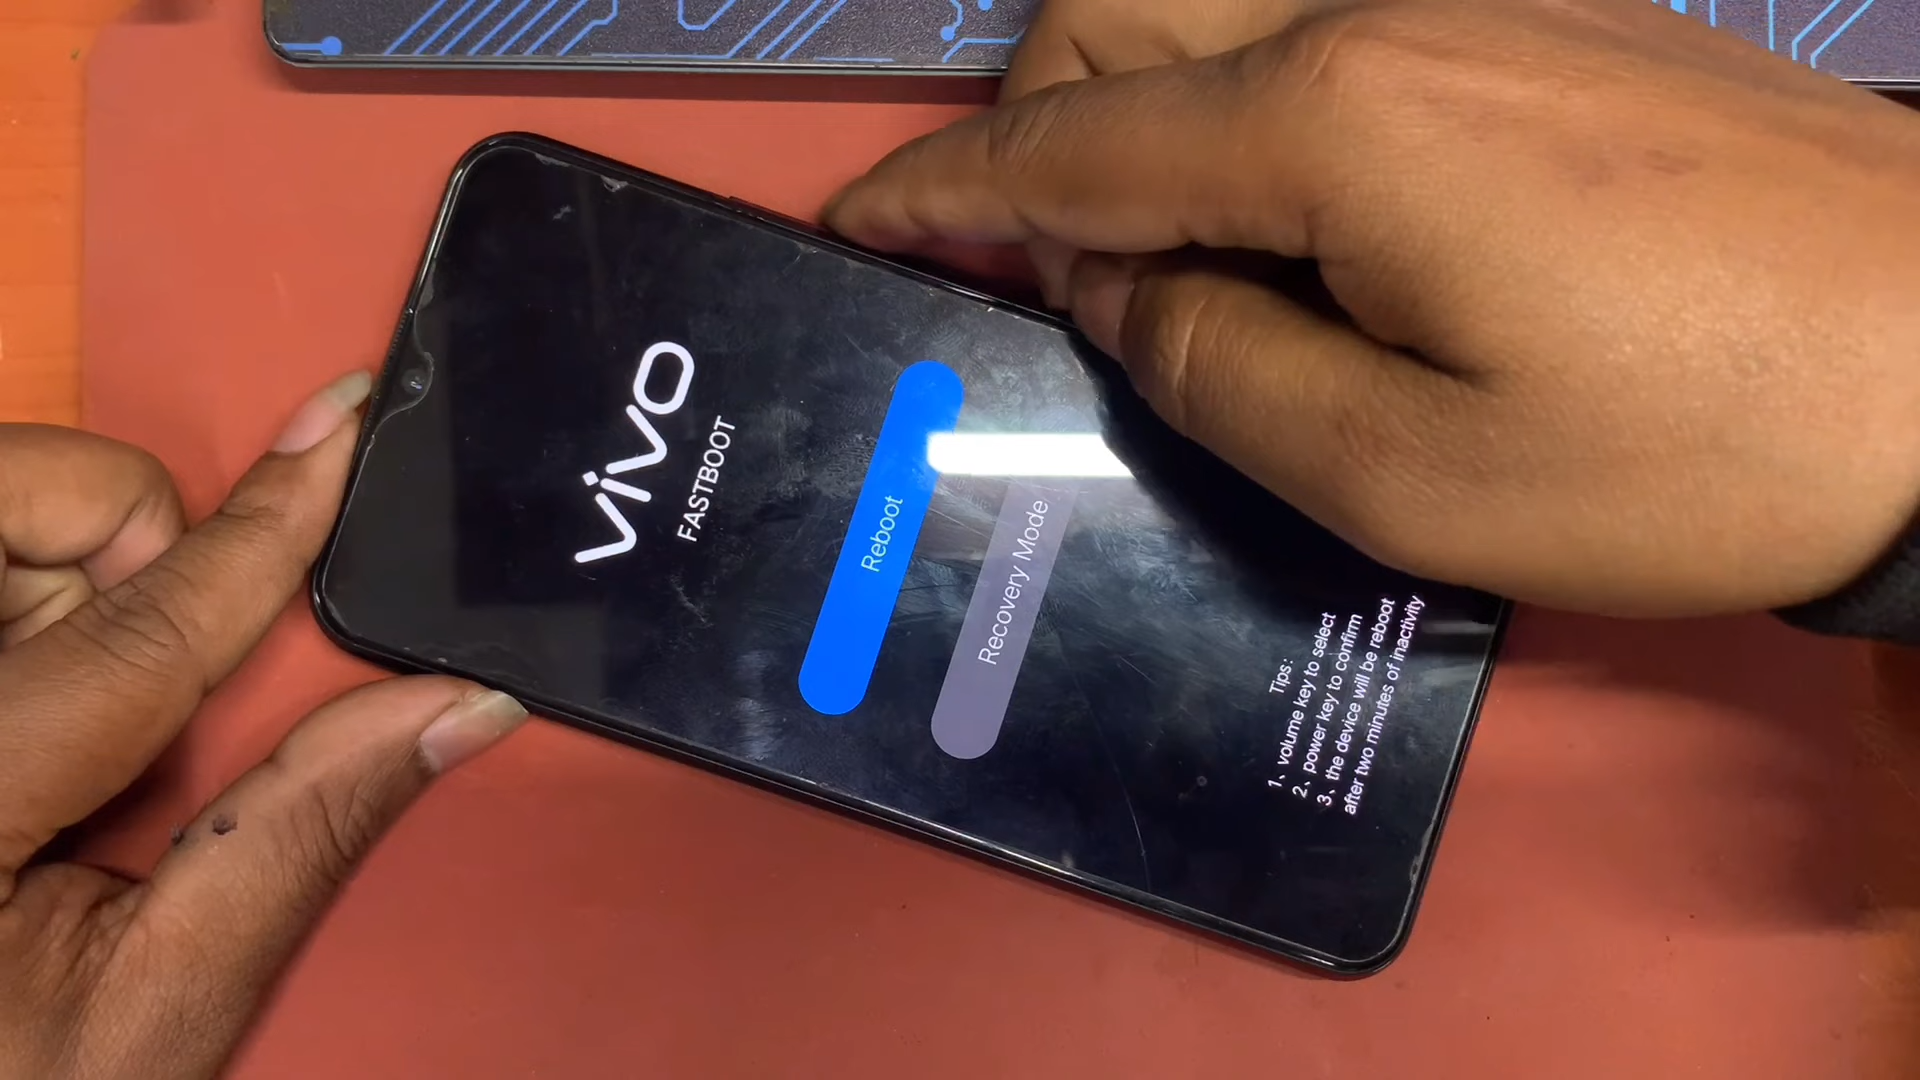 vivo
FASTBOOT
Reboot
Recovery Mode
Tips:
1、volume key to select
2、power key to confirm
3、the device will be reboot
after two minutes of inactivity